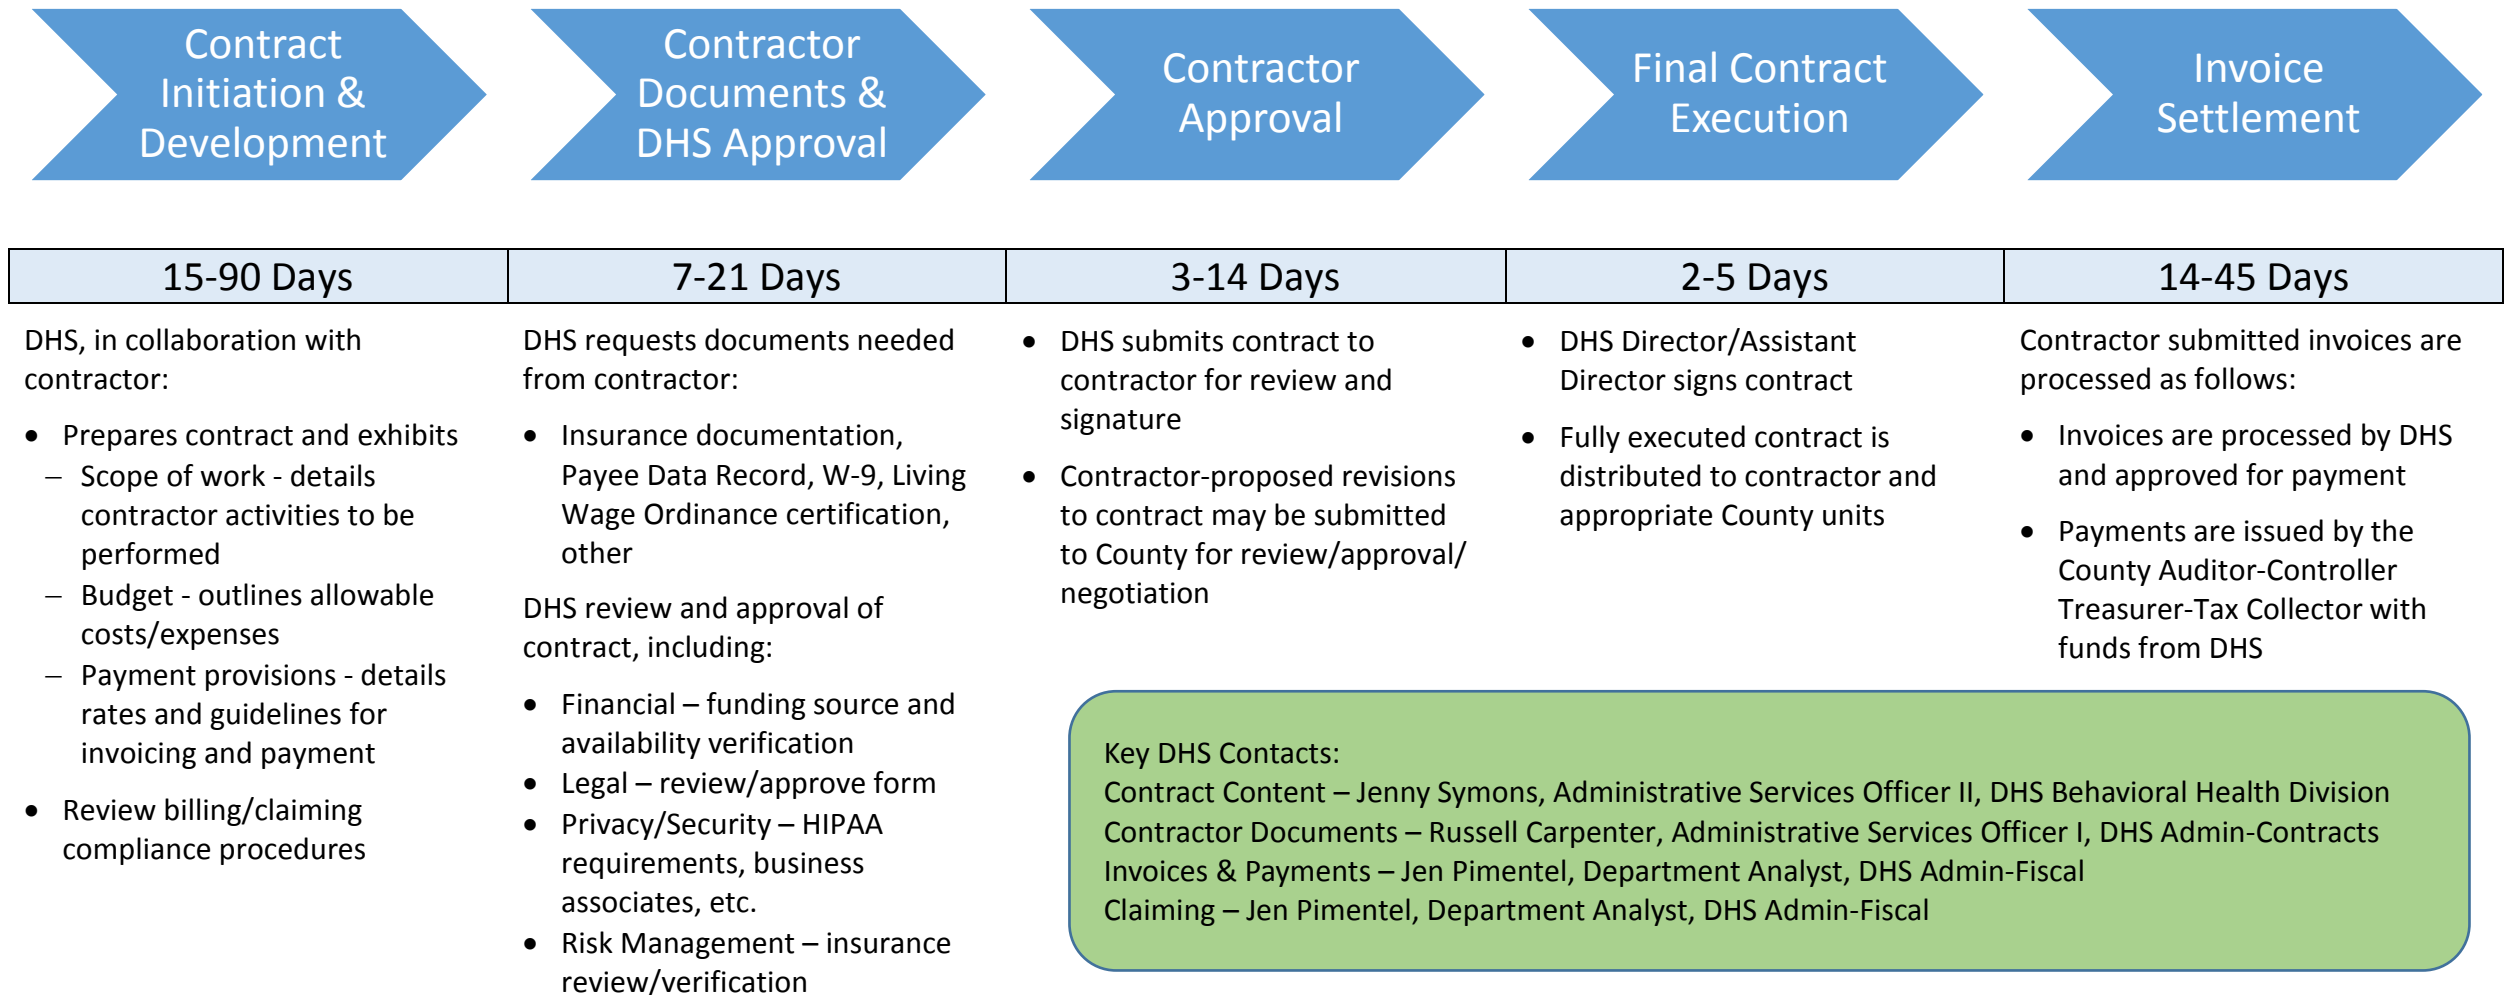 Contract
Initiation &
Development
Contractor
Documents &
DHS Approval
Contractor
Approval
Final Contract
Execution
Invoice
Settlement
15-90 Days
7-21 Days
3-14 Days
2-5 Days
14-45 Days
DHS, in collaboration with
contractor:
• Prepares contract and exhibits
– Scope of work - details
contractor activities to be
performed
– Budget - outlines allowable
costs/expenses
– Payment provisions - details
rates and guidelines for
invoicing and payment
• Review billing/claiming
compliance procedures
DHS requests documents needed
from contractor:
• Insurance documentation,
Payee Data Record, W-9, Living
Wage Ordinance certification,
other
DHS review and approval of
contract, including:
• Financial – funding source and
availability verification
• Legal – review/approve form
• Privacy/Security – HIPAA
requirements, business
associates, etc.
• Risk Management – insurance
review/verification
• DHS submits contract to
contractor for review and
signature
• Contractor-proposed revisions
to contract may be submitted
to County for review/approval/
negotiation
• DHS Director/Assistant
Director signs contract
• Fully executed contract is
distributed to contractor and
appropriate County units
Contractor submitted invoices are
processed as follows:
• Invoices are processed by DHS
and approved for payment
• Payments are issued by the
County Auditor-Controller
Treasurer-Tax Collector with
funds from DHS
Key DHS Contacts:
Contract Content – Jenny Symons, Administrative Services Officer II, DHS Behavioral Health Division
Contractor Documents – Russell Carpenter, Administrative Services Officer I, DHS Admin-Contracts
Invoices & Payments – Jen Pimentel, Department Analyst, DHS Admin-Fiscal
Claiming – Jen Pimentel, Department Analyst, DHS Admin-Fiscal